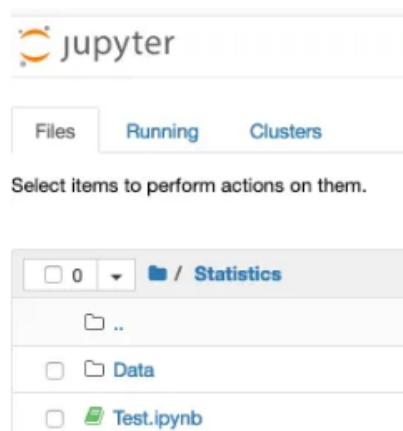 jupyter
Files Running Clusters
Select items to perform actions on them.
0 / Statistics
..
Data
Test.ipynb